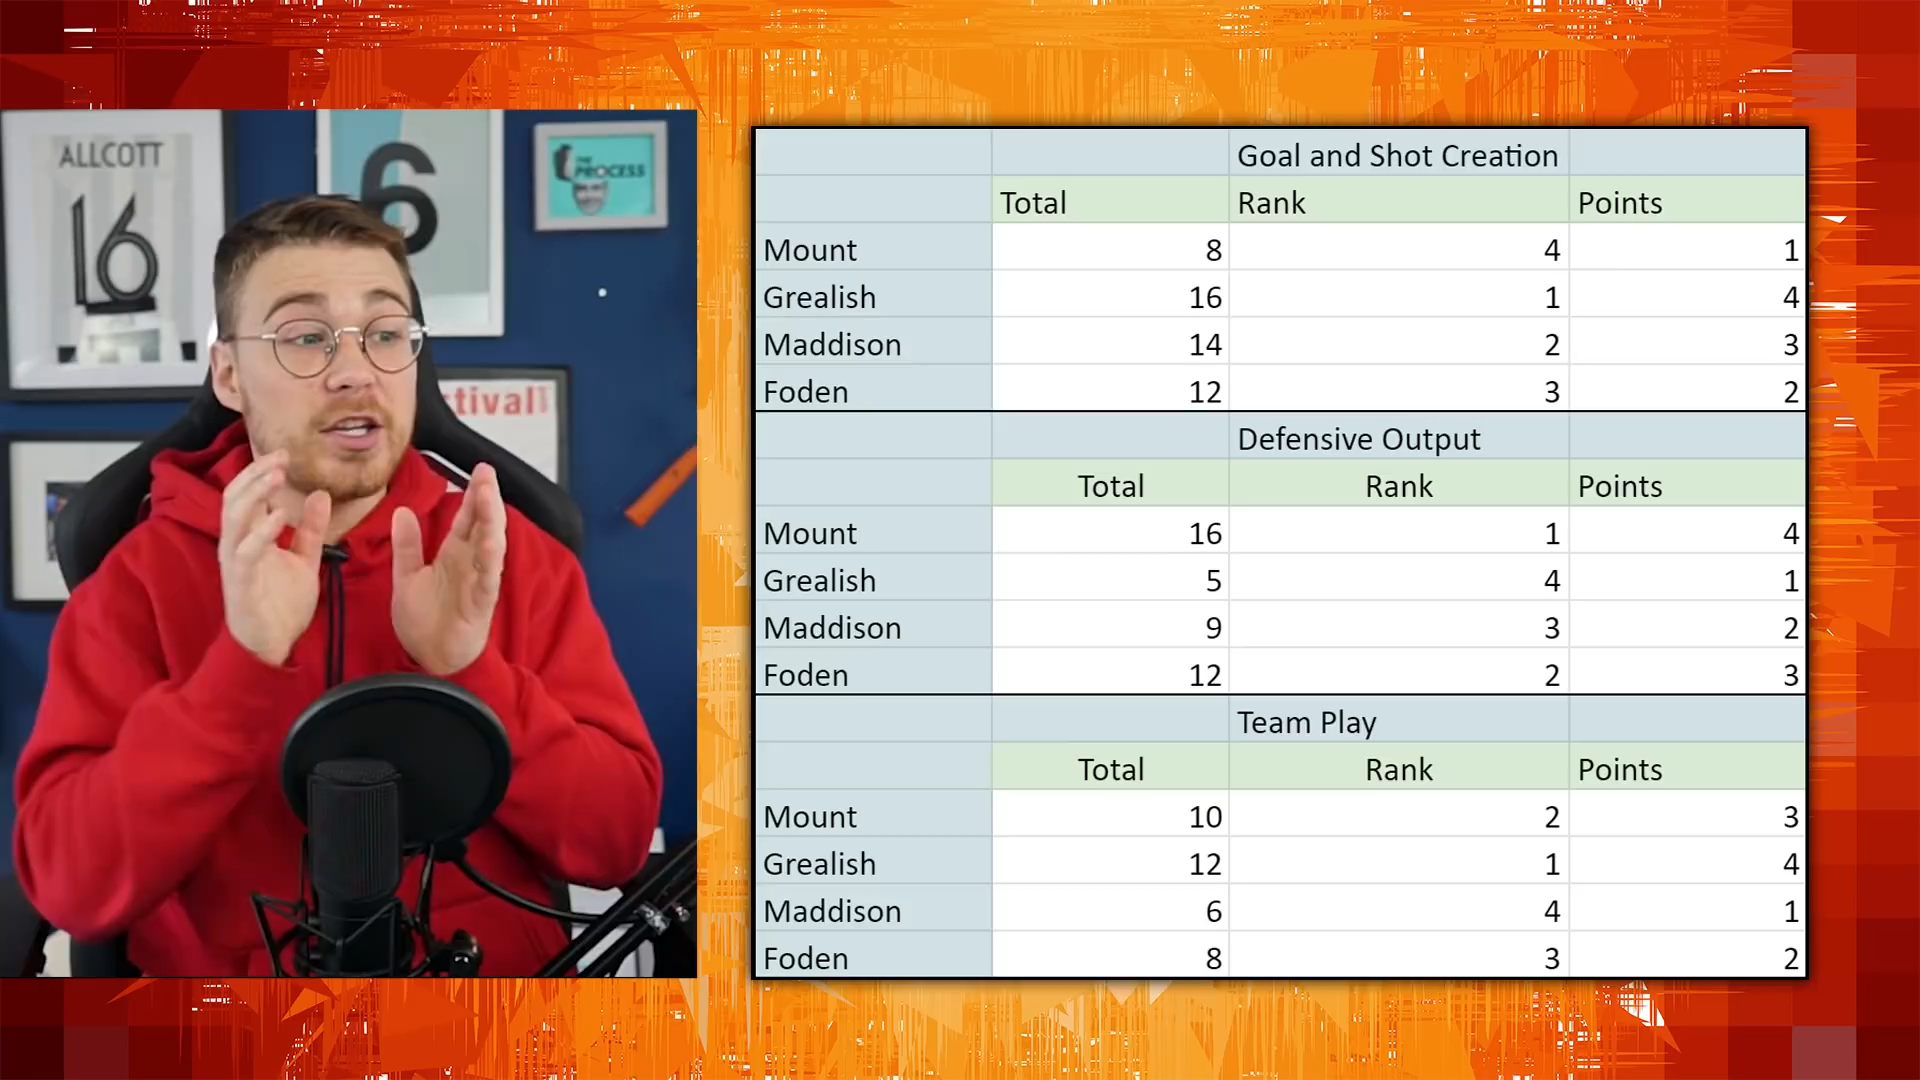 ALLCOTT
16
6
THE
PROCESS
stival
Goal and Shot Creation
Total Rank Points
Mount 8 4 1
Grealish 16 1 4
Maddison 14 2 3
Foden 12 3 2
Defensive Output
Total Rank Points
Mount 16 1 4
Grealish 5 4 1
Maddison 9 3 2
Foden 12 2 3
Team Play
Total Rank Points
Mount 10 2 3
Grealish 12 1 4
Maddison 6 4 1
Foden 8 3 2